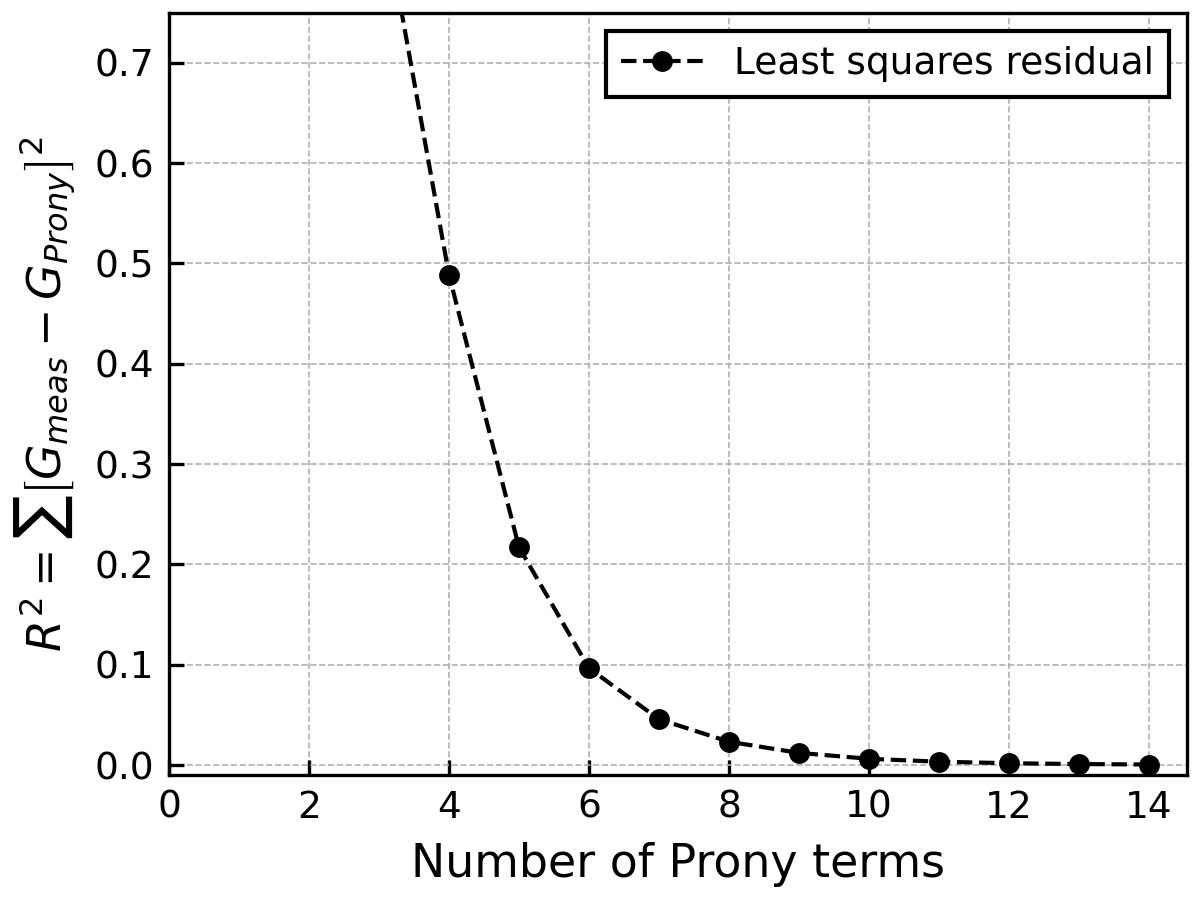 Least squares residual
R² = ∑[G_meas − G_Prony]²
0.7
0.6
0.5
0.4
0.3
0.2
0.1
0.0
0 2 4 6 8 10 12 14
Number of Prony terms